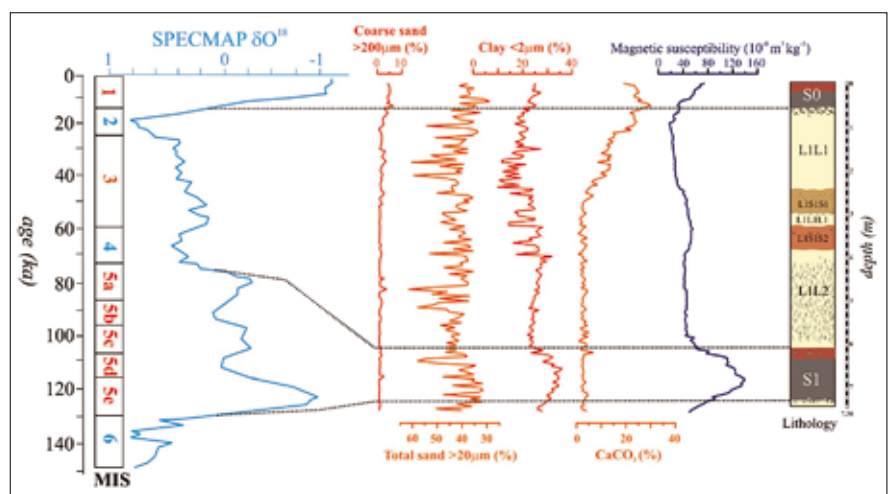 SPECMAP δO¹⁸
1 0 -1
Coarse sand
>200µm (%)
0 10
Clay <2µm (%)
0 20 40
Magnetic susceptibility (10⁻⁸m³kg⁻¹)
0 40 80 120 160
age (ka)
0
20
40
60
80
100
120
140
1
2
3
4
5a
5b
5c
5d
5e
6
MIS
S0
L1L1
L1S1S1
L1L1L1
L1S1S2
L1L2
S1
depth (m)
Lithology
60 50 40 30
Total sand >20µm (%)
0 20 40
CaCO₃ (%)